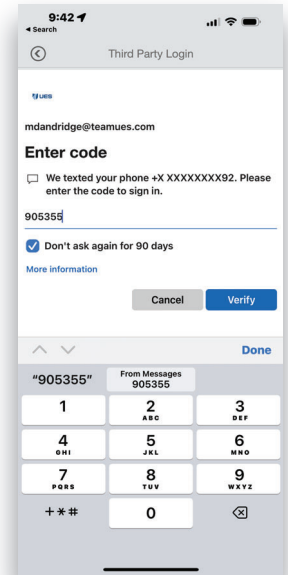 9:42
Search
Third Party Login
UES
mdandridge@teamues.com
Enter code
We texted your phone +X XXXXXXXX92. Please
enter the code to sign in.
905355
Don't ask again for 90 days
More information
Cancel Verify
Done
"905355" From Messages
905355
1 2 3
ABC DEF
4 5 6
GHI JKL MNO
7 8 9
PQRS TUV WXYZ
+*# 0